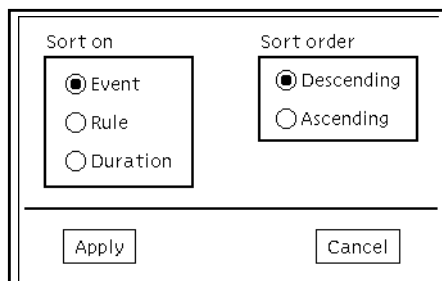 Sort on
Event
Rule
Duration
Sort order
Descending
Ascending
Apply
Cancel